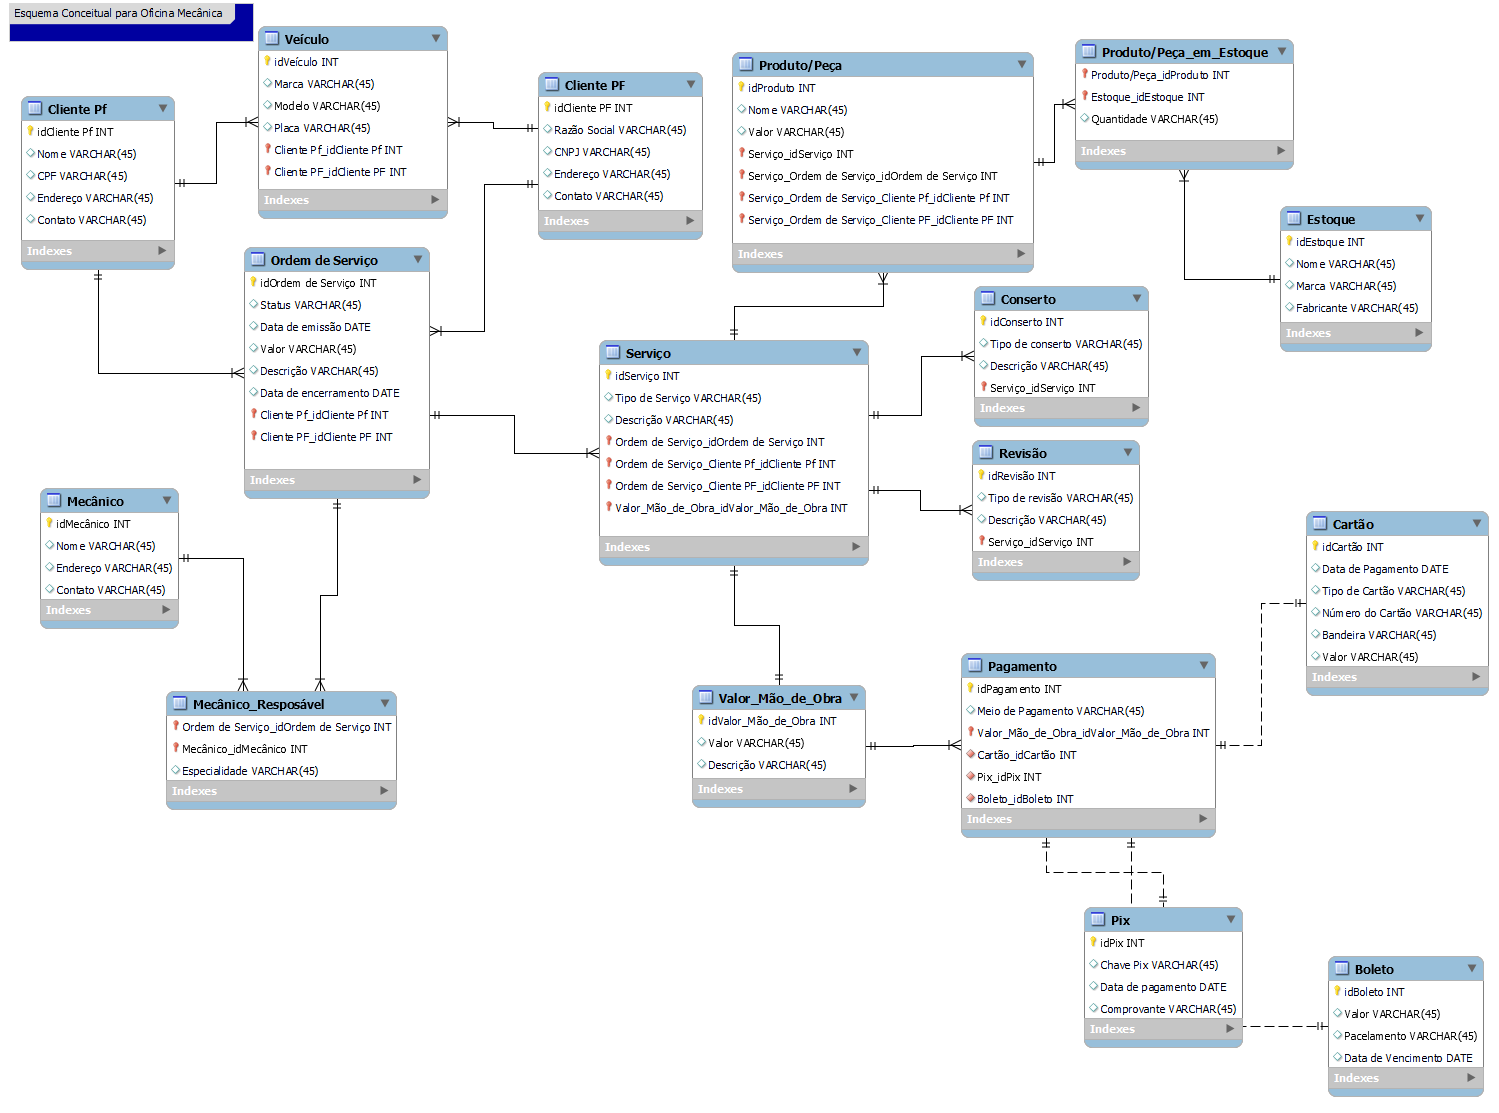 Esquema Conceitual para Oficina Mecânica
Veículo
idVeículo INT
Marca VARCHAR(45)
Modelo VARCHAR(45)
Placa VARCHAR(45)
Cliente Pf_idCliente Pf INT
Cliente PF_idCliente PF INT
Indexes
Cliente Pf
idCliente Pf INT
Nome VARCHAR(45)
CPF VARCHAR(45)
Endereço VARCHAR(45)
Contato VARCHAR(45)
Indexes
Cliente PF
idCliente PF INT
Razão Social VARCHAR(45)
CNPJ VARCHAR(45)
Endereço VARCHAR(45)
Contato VARCHAR(45)
Indexes
Produto/Peça
idProduto INT
Nome VARCHAR(45)
Valor VARCHAR(45)
Serviço_idServiço INT
Serviço_Ordem de Serviço_idOrdem de Serviço INT
Serviço_Ordem de Serviço_Cliente Pf_idCliente Pf INT
Serviço_Ordem de Serviço_Cliente PF_idCliente PF INT
Indexes
Produto/Peça_em_Estoque
Produto/Peça_idProduto INT
Estoque_idEstoque INT
Quantidade VARCHAR(45)
Indexes
Estoque
idEstoque INT
Nome VARCHAR(45)
Marca VARCHAR(45)
Fabricante VARCHAR(45)
Indexes
Ordem de Serviço
idOrdem de Serviço INT
Status VARCHAR(45)
Data de emissão DATE
Valor VARCHAR(45)
Descrição VARCHAR(45)
Data de encerramento DATE
Cliente Pf_idCliente Pf INT
Cliente PF_idCliente PF INT
Indexes
Serviço
idServiço INT
Tipo de Serviço VARCHAR(45)
Descrição VARCHAR(45)
Ordem de Serviço_idOrdem de Serviço INT
Ordem de Serviço_Cliente Pf_idCliente Pf INT
Ordem de Serviço_Cliente PF_idCliente PF INT
Valor_Mão_de_Obra_idValor_Mão_de_Obra INT
Indexes
Conserto
idConserto INT
Tipo de conserto VARCHAR(45)
Descrição VARCHAR(45)
Serviço_idServiço INT
Indexes
Revisão
idRevisão INT
Tipo de revisão VARCHAR(45)
Descrição VARCHAR(45)
Serviço_idServiço INT
Indexes
Mecânico
idMecânico INT
Nome VARCHAR(45)
Endereço VARCHAR(45)
Contato VARCHAR(45)
Indexes
Mecânico_Resposável
Ordem de Serviço_idOrdem de Serviço INT
Mecânico_idMecânico INT
Especialidade VARCHAR(45)
Indexes
Valor_Mão_de_Obra
idValor_Mão_de_Obra INT
Valor VARCHAR(45)
Descrição VARCHAR(45)
Indexes
Pagamento
idPagamento INT
Meio de Pagamento VARCHAR(45)
Valor_Mão_de_Obra_idValor_Mão_de_Obra INT
Cartão_idCartão INT
Pix_idPix INT
Boleto_idBoleto INT
Indexes
Cartão
idCartão INT
Data de Pagamento DATE
Tipo de Cartão VARCHAR(45)
Número do Cartão VARCHAR(45)
Bandeira VARCHAR(45)
Valor VARCHAR(45)
Indexes
Pix
idPix INT
Chave Pix VARCHAR(45)
Data de pagamento DATE
Comprovante VARCHAR(45)
Indexes
Boleto
idBoleto INT
Valor VARCHAR(45)
Pacelamento VARCHAR(45)
Data de Vencimento DATE
Indexes